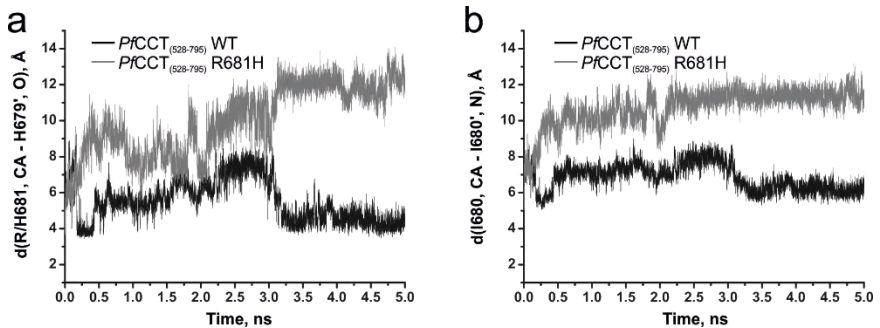 a
PfCCT(528-795) WT
PfCCT(528-795) R681H
14
12
10
8
6
4
2
0.0 0.5 1.0 1.5 2.0 2.5 3.0 3.5 4.0 4.5 5.0
Time, ns
d(R/H681, CA - H679', O), Å
b
PfCCT(528-795) WT
PfCCT(528-795) R681H
14
12
10
8
6
4
2
0.0 0.5 1.0 1.5 2.0 2.5 3.0 3.5 4.0 4.5 5.0
Time, ns
d(I680, CA - I680', N), Å